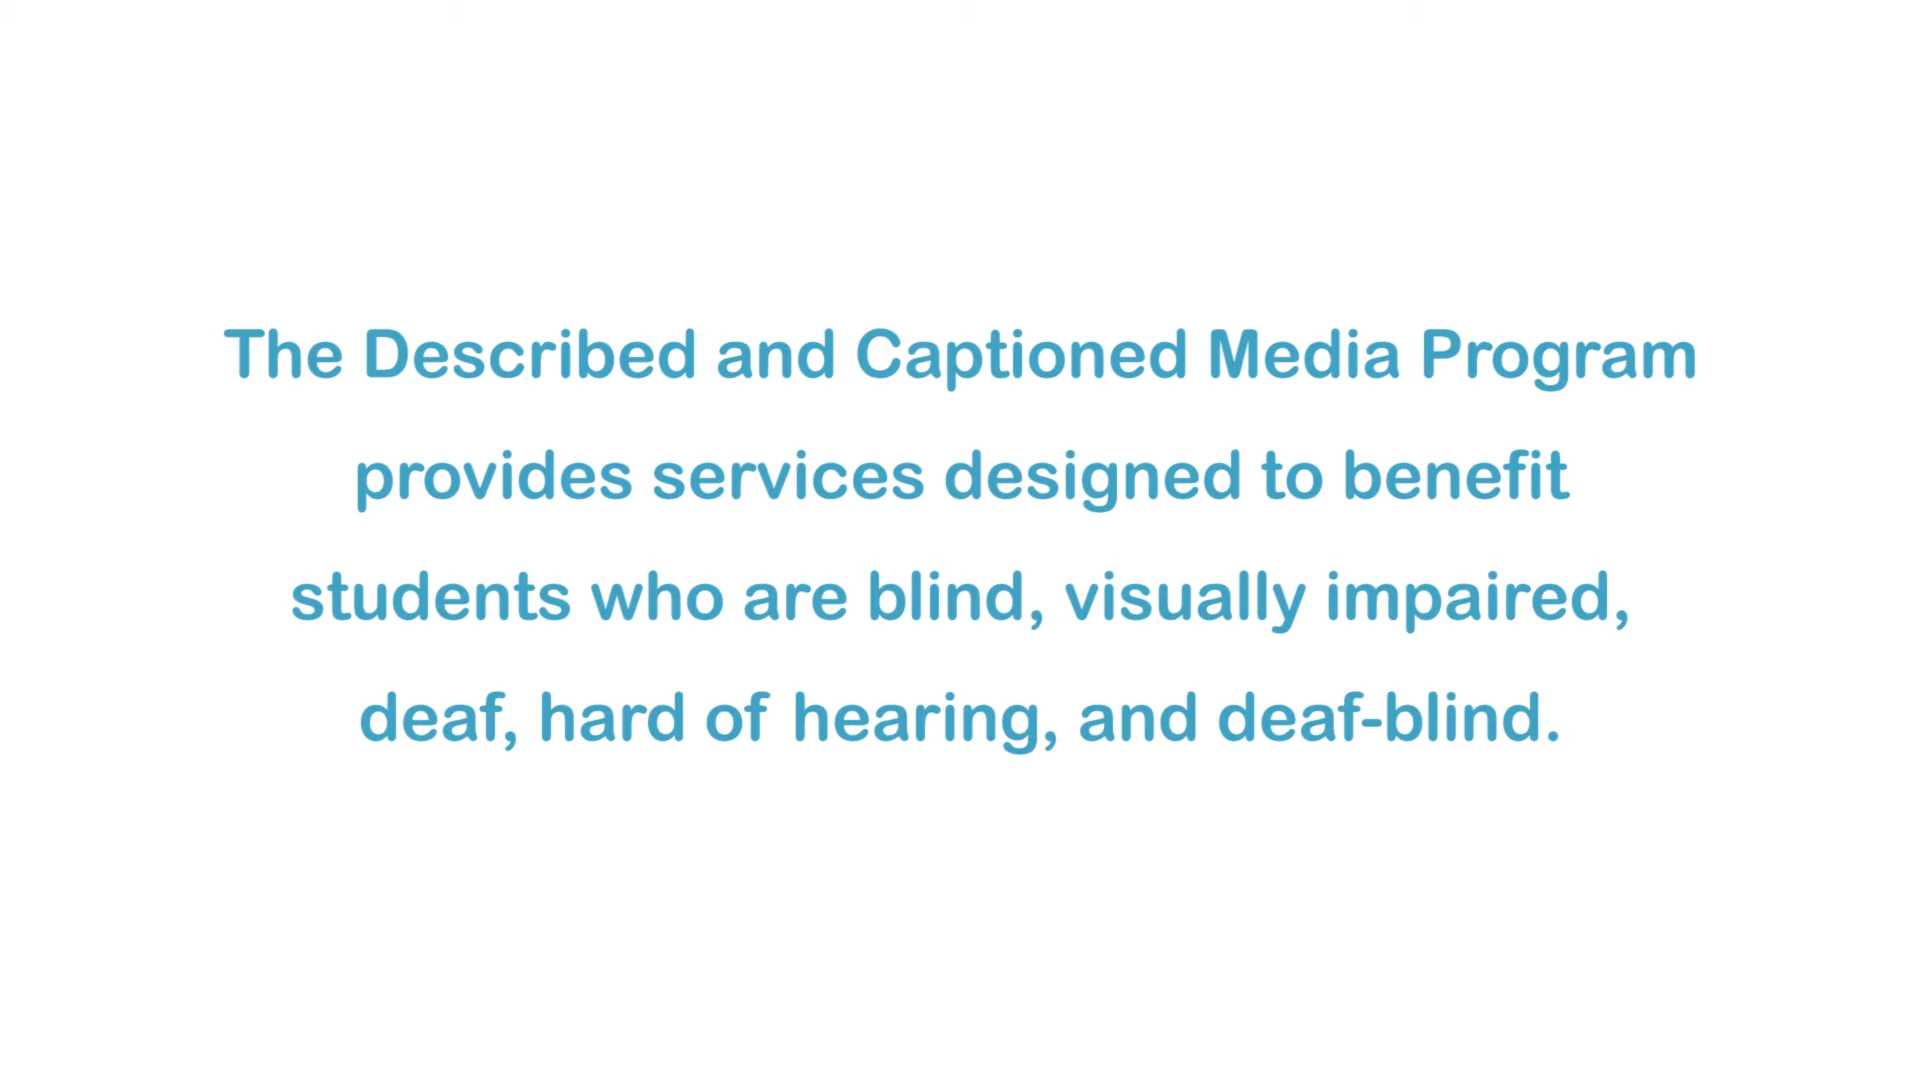 The Described and Captioned Media Program
provides services designed to benefit
students who are blind, visually impaired,
deaf, hard of hearing, and deaf-blind.